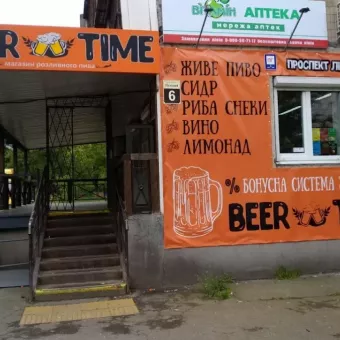 АПТЕКА
мережа аптек
R TIME
магазин розливного пива
ЖИВЕ ПИВО
СИДР
РИБА СНЕКИ
ВИНО
ЛИМОНАД
6
ПРОСПЕКТ
% БОНУСНА СИСТЕМА
BEER T